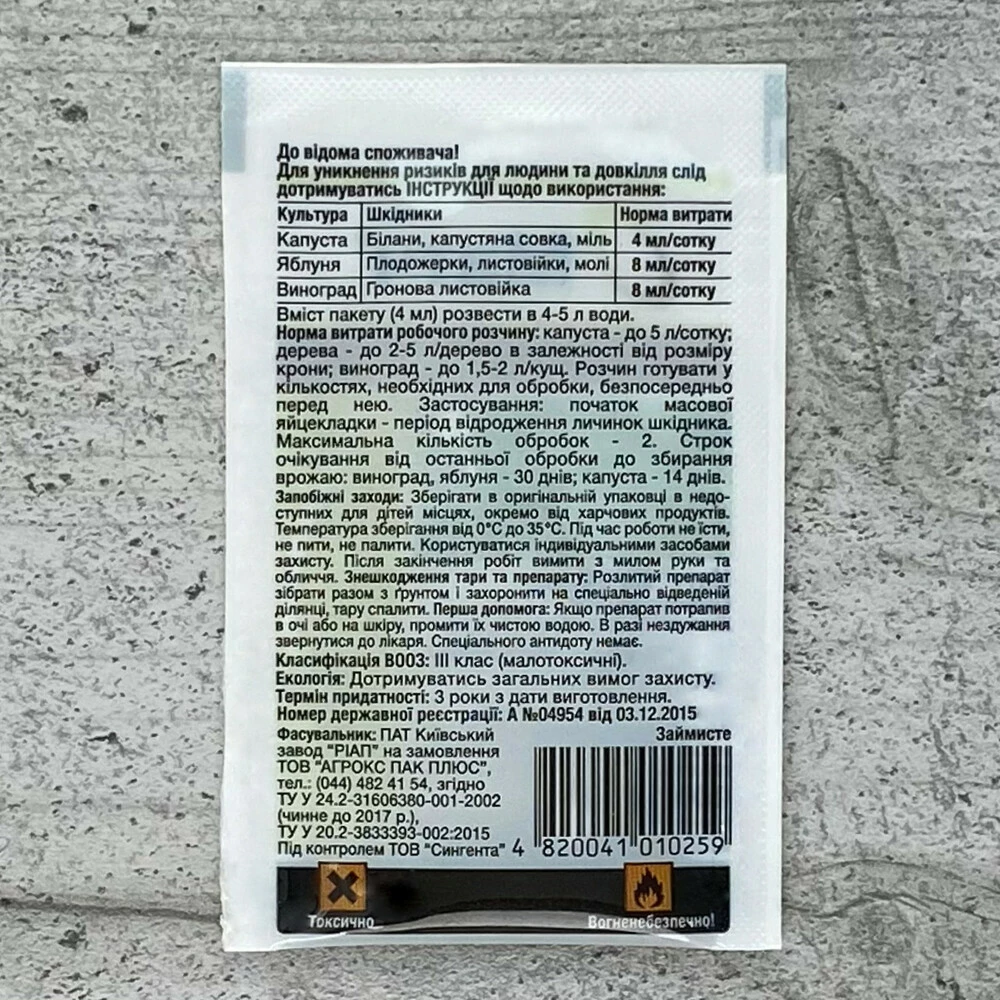 До відома споживача!
Для уникнення ризиків для людини та довкілля слід
дотримуватись ІНСТРУКЦІЇ щодо використання:
Культура Шкідники Норма витрати
Капуста Білани, капустяна совка, міль 4 мл/сотку
Яблуня Плодожерки, листовійки, молі 8 мл/сотку
Виноград Гронова листовійка 8 мл/сотку
Вміст пакету (4 мл) розвести в 4-5 л води.
Норма витрати робочого розчину: капуста - до 5 л/сотку;
дерева - до 2-5 л/дерево в залежності від розміру
крони; виноград - до 1,5-2 л/кущ. Розчин готувати у
кількостях, необхідних для обробки, безпосередньо
перед нею. Застосування: початок масової
яйцекладки - період відродження личинок шкідника.
Максимальна кількість обробок - 2. Строк
очікування від останньої обробки до збирання
врожаю: виноград, яблуня - 30 днів; капуста - 14 днів.
Запобіжні заходи: Зберігати в оригінальній упаковці в недо-
ступних для дітей місцях, окремо від харчових продуктів.
Температура зберігання від 0°C до 35°C. Під час роботи не їсти,
не пити, не палити. Користуватися індивідуальними засобами
захисту. Після закінчення робіт вимити з милом руки та
обличчя. Знешкодження тари та препарату: Розлитий препарат
зібрати разом з ґрунтом і захоронити на спеціально відведеній
ділянці, тару спалити. Перша допомога: Якщо препарат потрапив
в очі або на шкіру, промити їх чистою водою. В разі нездужання
звернутися до лікаря. Спеціального антидоту немає.
Класифікація ВООЗ: ІІІ клас (малотоксичні).
Екологія: Дотримуватись загальних вимог захисту.
Термін придатності: 3 роки з дати виготовлення.
Номер державної реєстрації: А №04954 від 03.12.2015
Фасувальник: ПАТ Київський Займисте
завод "РІАП" на замовлення
ТОВ "АГРОКС ПАК ПЛЮС",
тел.: (044) 482 41 54, згідно
ТУ У 24.2-31606380-001-2002
(чинне до 2017 р.),
ТУ У 20.2-3833393-002:2015
Під контролем ТОВ "Сингента" 4 820041 010259
Токсично Вогненебезпечно!